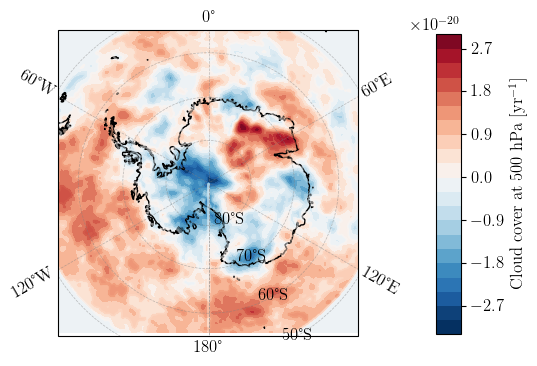 0°
×10⁻²⁰
60°W
60°E
2.7
1.8
0.9
0.0
−0.9
−1.8
−2.7
Cloud cover at 500 hPa [yr⁻¹]
80°S
70°S
60°S
50°S
120°W
120°E
180°